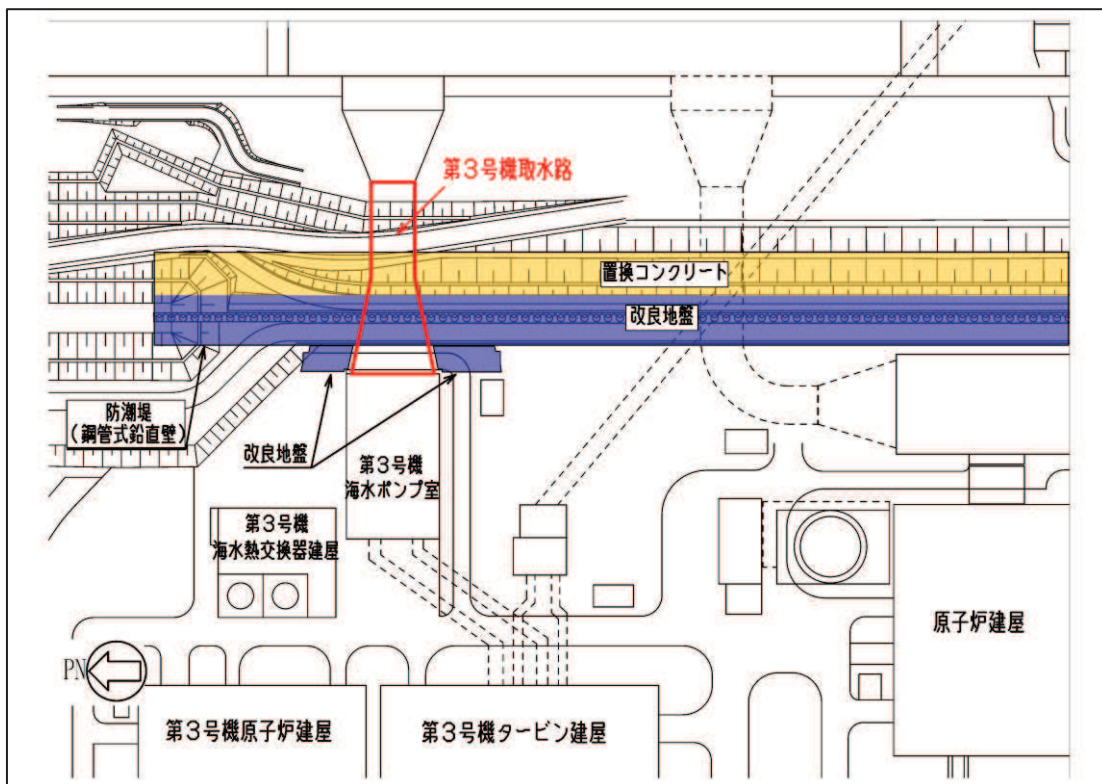 第3号機取水路
置換コンクリート
改良地盤
防潮堤
（鋼管式鉛直壁）
改良地盤
第3号機
海水ポンプ室
第3号機
海水熱交換器建屋
原子炉建屋
PN
第3号機原子炉建屋
第3号機タービン建屋